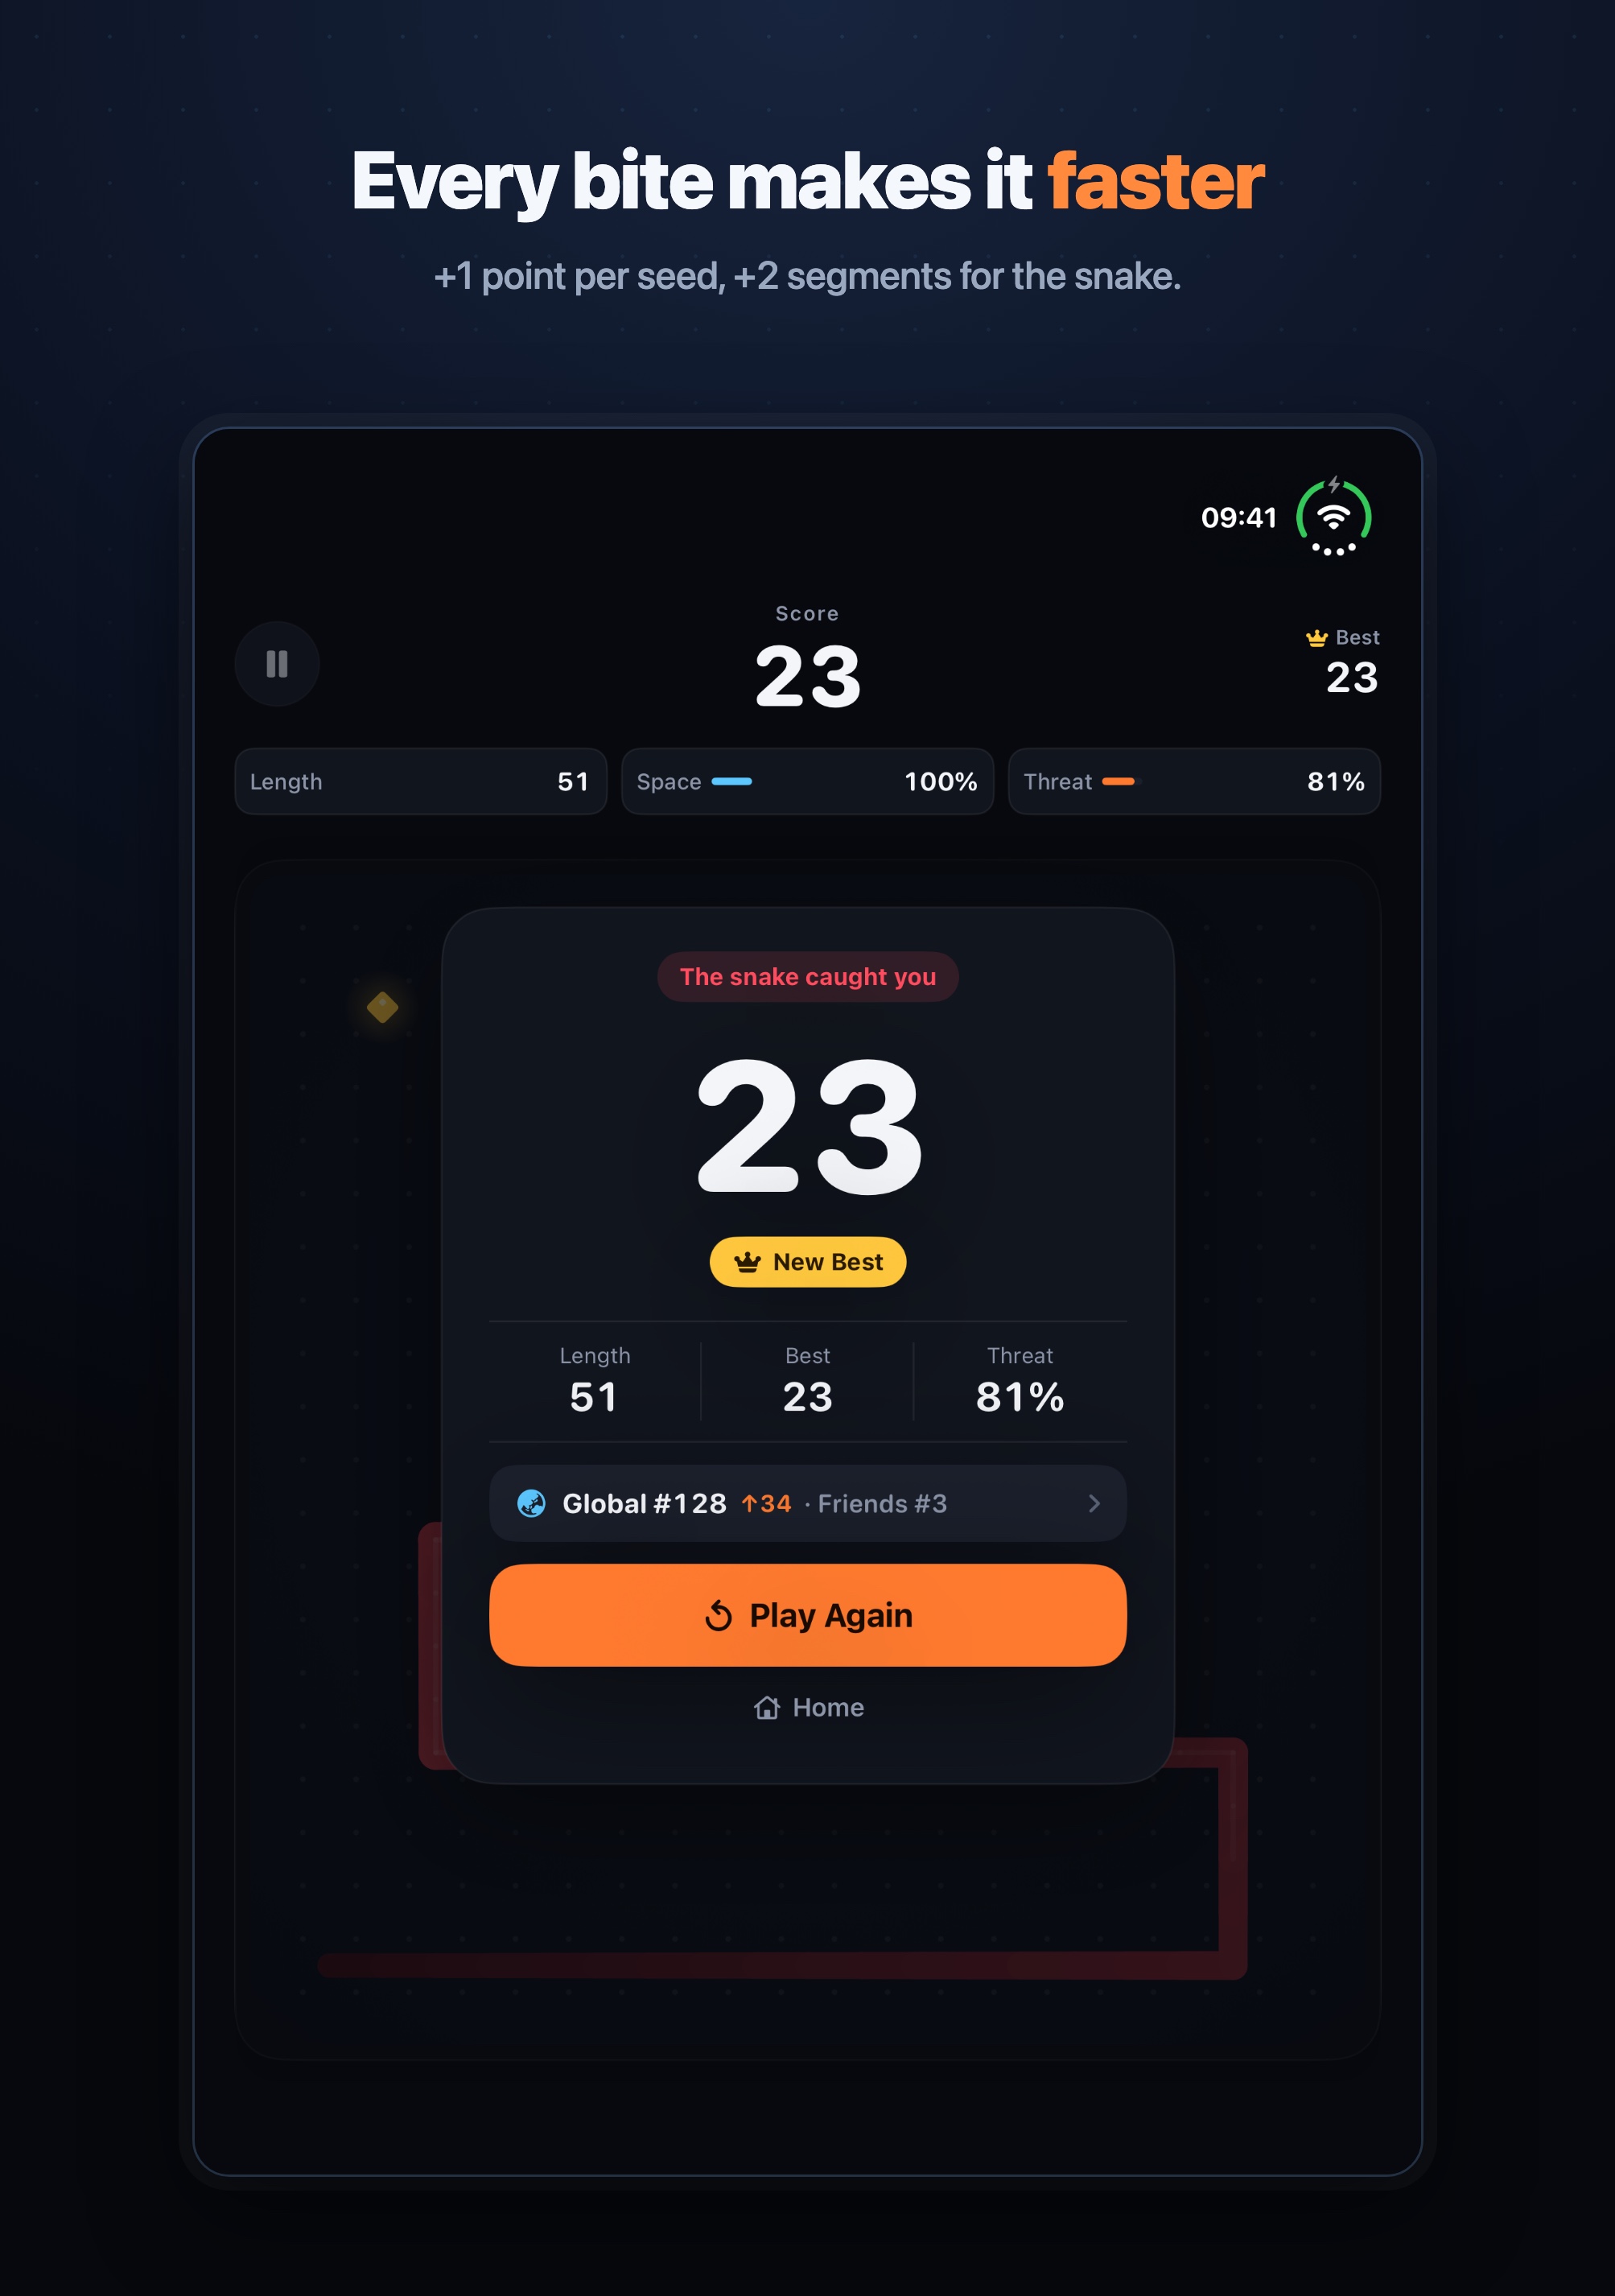 Every bite makes it faster
+1 point per seed, +2 segments for the snake.
09:41
Score
23
Best
23
Length 51
Space 100%
Threat 81%
The snake caught you
23
New Best
Length Best Threat
51 23 81%
Global #128 ↑34 · Friends #3
Play Again
Home